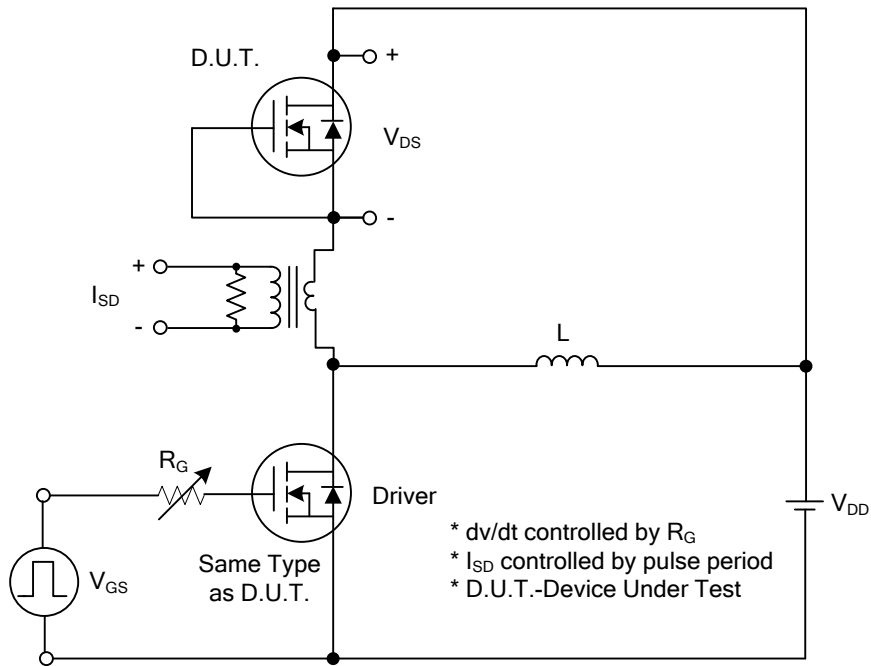 D.U.T.
+
VDS
-
+
ISD
-
L
RG
Driver
VDD
Same Type
as D.U.T.
VGS
* dv/dt controlled by RG
* ISD controlled by pulse period
* D.U.T.-Device Under Test